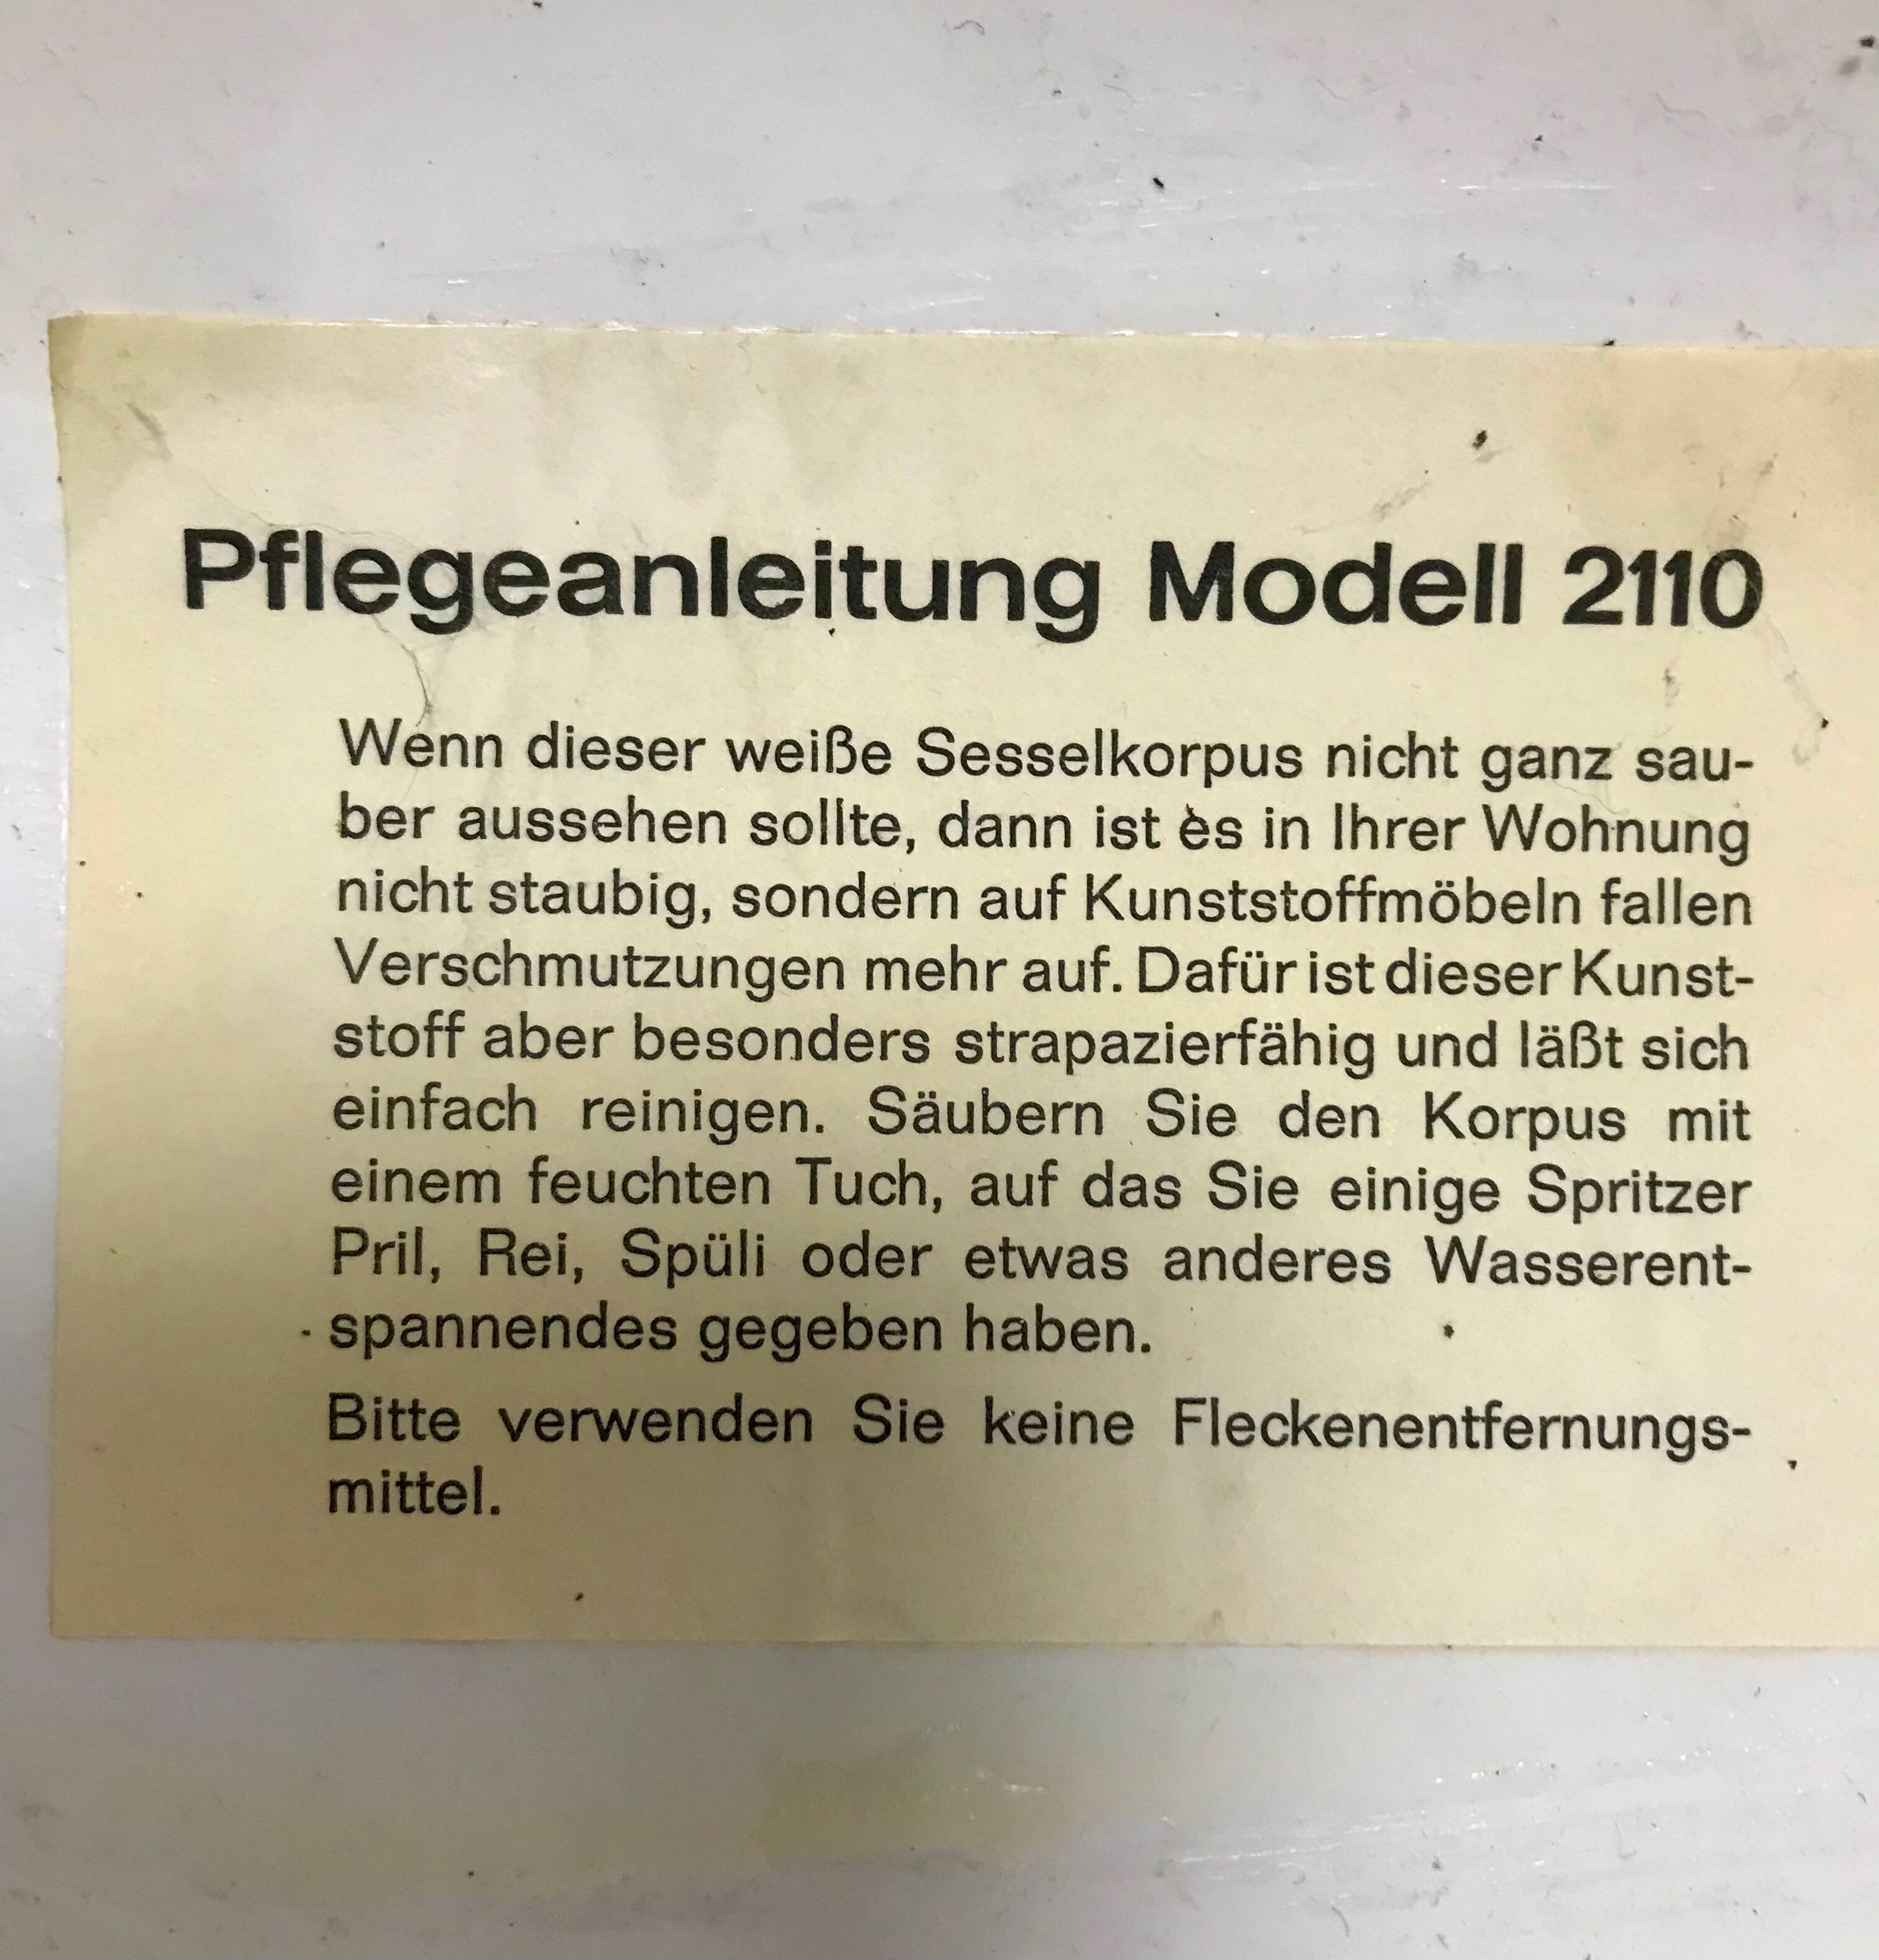 Pflegeanleitung Modell 2110
Wenn dieser weiße Sesselkorpus nicht ganz sau-
ber aussehen sollte, dann ist es in Ihrer Wohnung
nicht staubig, sondern auf Kunststoffmöbeln fallen
Verschmutzungen mehr auf. Dafür ist dieser Kunst-
stoff aber besonders strapazierfähig und läßt sich
einfach reinigen. Säubern Sie den Korpus mit
einem feuchten Tuch, auf das Sie einige Spritzer
Pril, Rei, Spüli oder etwas anderes Wasserent-
spannendes gegeben haben.
Bitte verwenden Sie keine Fleckenentfernungs-
mittel.